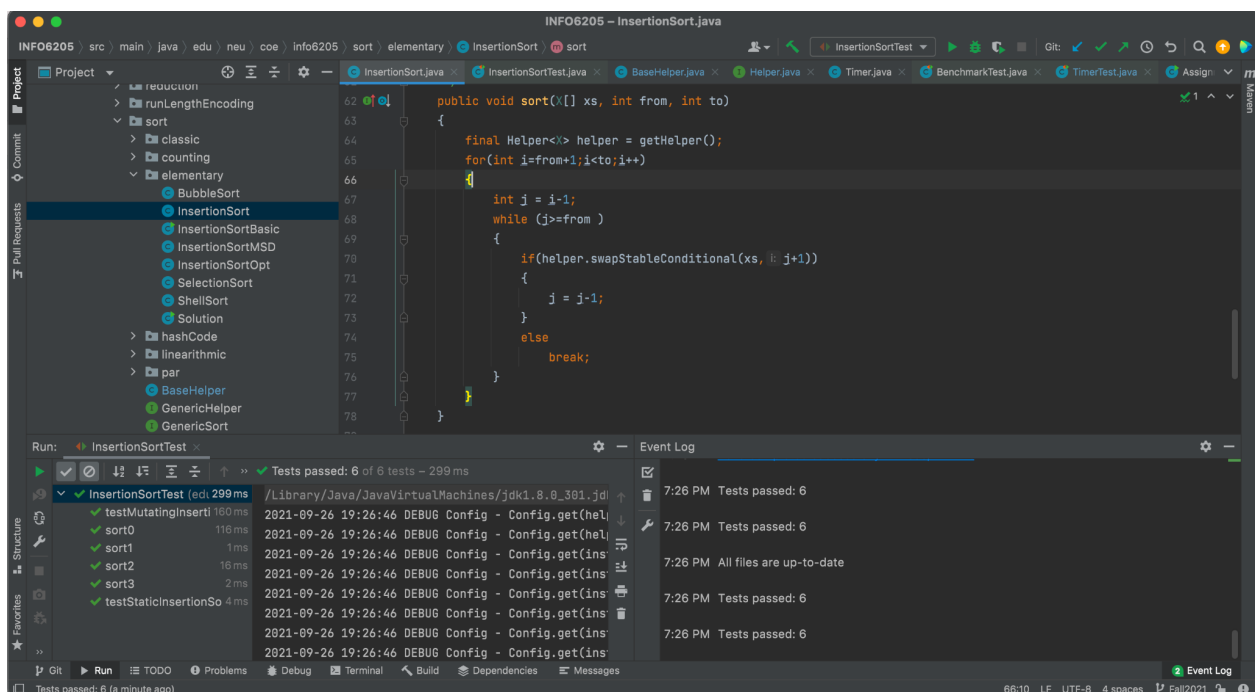 INFO6205 – InsertionSort.java
INFO6205 〉 src 〉 main 〉 java 〉 edu 〉 neu 〉 coe 〉 info6205 〉 sort 〉 elementary 〉 InsertionSort 〉 sort
InsertionSortTest
Git:
Project
InsertionSort.java
InsertionSortTest.java
BaseHelper.java
Helper.java
Timer.java
BenchmarkTest.java
TimerTest.java
Assign
Project
Commit
Pull Requests
Structure
Favorites
Maven
reduction
runLengthEncoding
sort
classic
counting
elementary
BubbleSort
InsertionSort
InsertionSortBasic
InsertionSortMSD
InsertionSortOpt
SelectionSort
ShellSort
Solution
hashCode
linearithmic
par
BaseHelper
GenericHelper
GenericSort
1
62 public void sort(X[] xs, int from, int to)
63 {
64 final Helper<X> helper = getHelper();
65 for(int i=from+1;i<to;i++)
66 {
67 int j = i-1;
68 while (j>=from )
69 {
70 if(helper.swapStableConditional(xs, i: j+1))
71 {
72 j = j-1;
73 }
74 else
75 break;
76 }
77 }
78 }
Run: InsertionSortTest
Tests passed: 6 of 6 tests – 299 ms
InsertionSortTest (edu 299 ms
testMutatingInserti 160 ms
sort0 116 ms
sort1 1 ms
sort2 16 ms
sort3 2 ms
testStaticInsertionSo 4 ms
/Library/Java/JavaVirtualMachines/jdk1.8.0_301.jd
2021-09-26 19:26:46 DEBUG Config - Config.get(hel
2021-09-26 19:26:46 DEBUG Config - Config.get(hel
2021-09-26 19:26:46 DEBUG Config - Config.get(ins
2021-09-26 19:26:46 DEBUG Config - Config.get(ins
2021-09-26 19:26:46 DEBUG Config - Config.get(ins
2021-09-26 19:26:46 DEBUG Config - Config.get(ins
2021-09-26 19:26:46 DEBUG Config - Config.get(ins
2021-09-26 19:26:46 DEBUG Config - Config.get(ins
Event Log
7:26 PM Tests passed: 6
7:26 PM Tests passed: 6
7:26 PM All files are up-to-date
7:26 PM Tests passed: 6
7:26 PM Tests passed: 6
Git
Run
TODO
Problems
Debug
Terminal
Build
Dependencies
Messages
2 Event Log
Tests passed: 6 (a minute ago)
66:10 LF UTF-8 4 spaces Fall2021